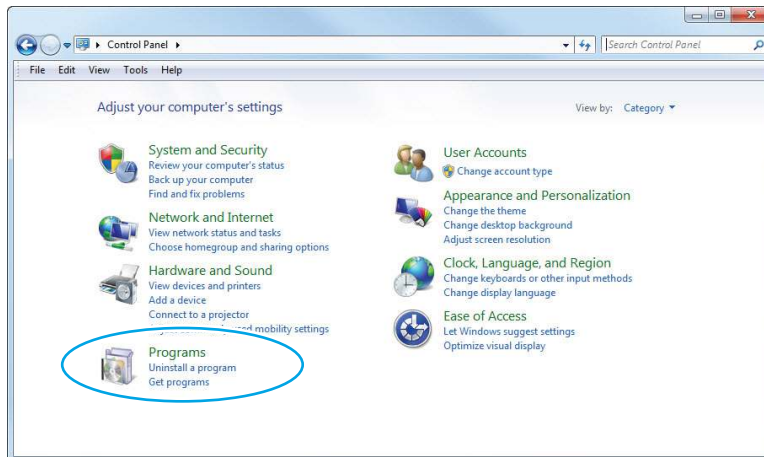 Control Panel
Search Control Panel
File Edit View Tools Help
Adjust your computer's settings
View by: Category
System and Security
Review your computer's status
Back up your computer
Find and fix problems
Network and Internet
View network status and tasks
Choose homegroup and sharing options
Hardware and Sound
View devices and printers
Add a device
Connect to a projector
mobility settings
Programs
Uninstall a program
Get programs
User Accounts
Change account type
Appearance and Personalization
Change the theme
Change desktop background
Adjust screen resolution
Clock, Language, and Region
Change keyboards or other input methods
Change display language
Ease of Access
Let Windows suggest settings
Optimize visual display